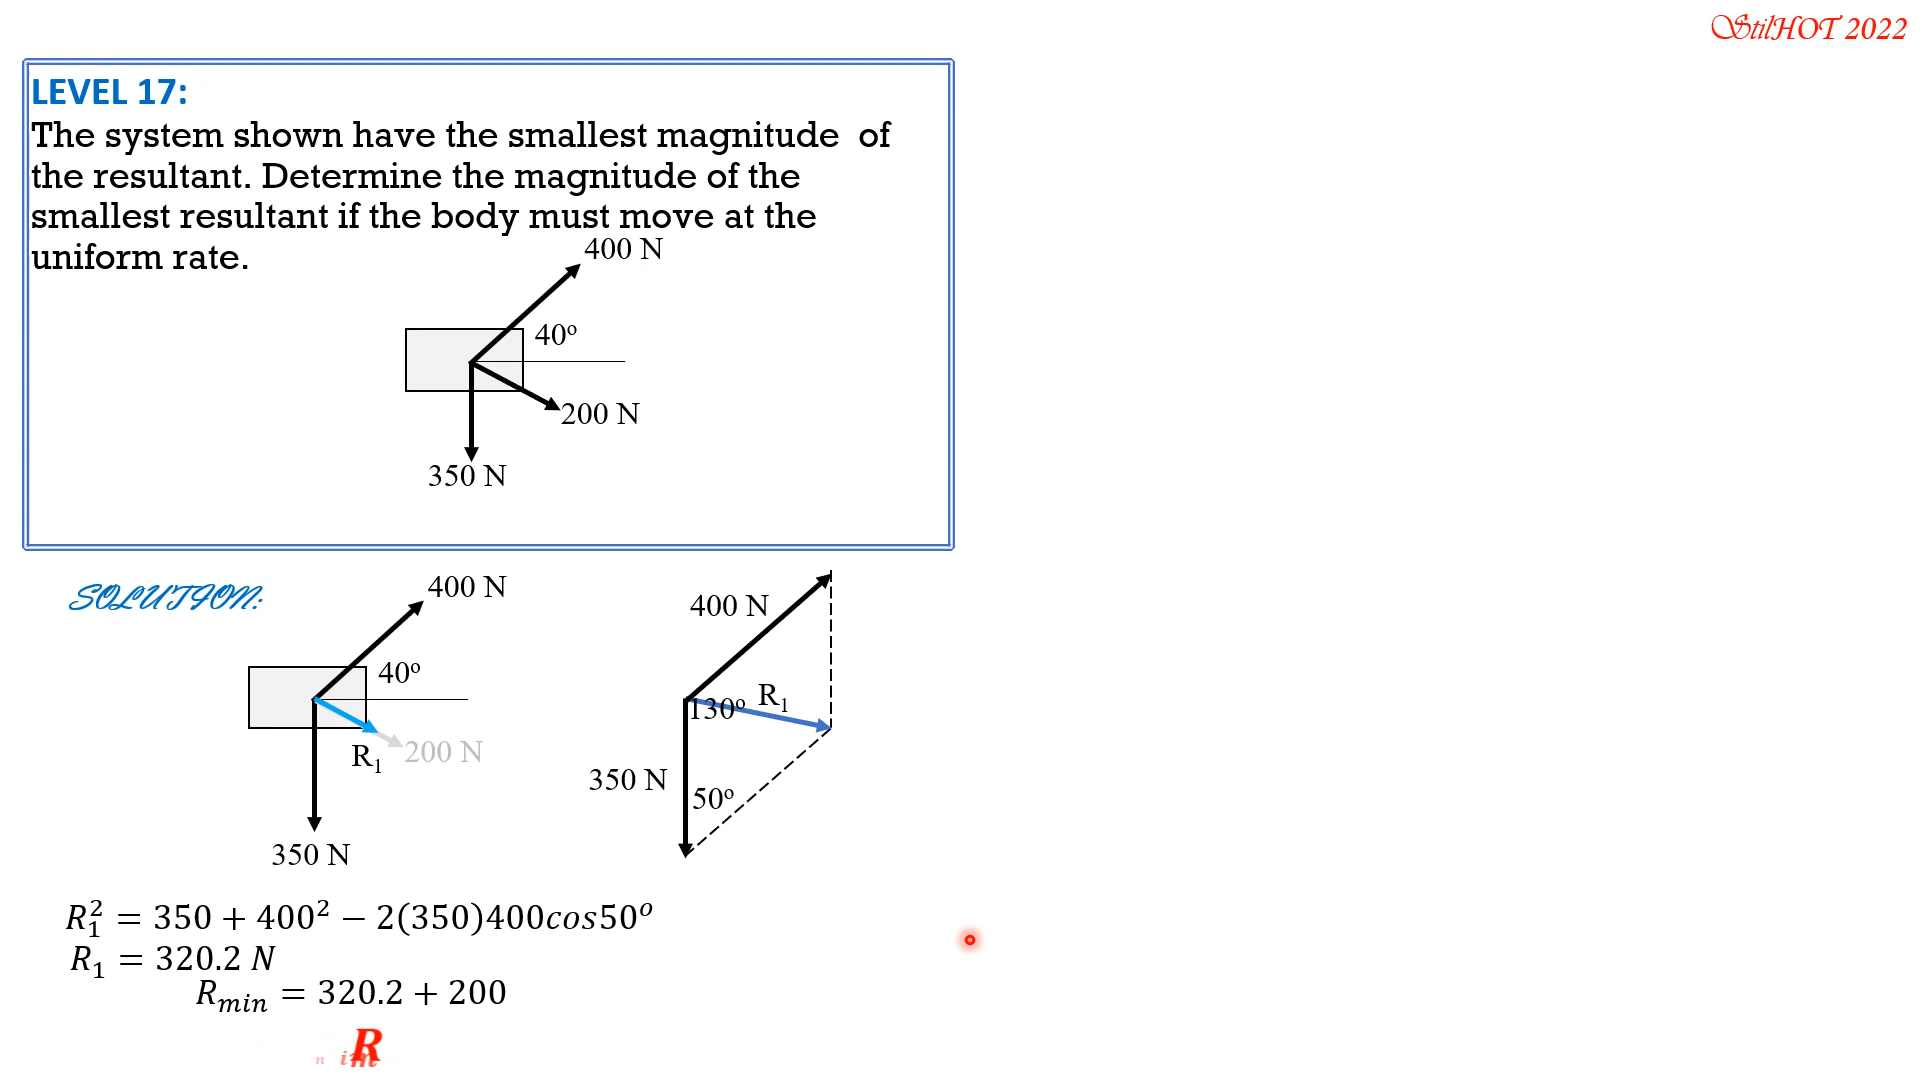 StilHOT 2022
LEVEL 17:
The system shown have the smallest magnitude of
the resultant. Determine the magnitude of the
smallest resultant if the body must move at the
uniform rate.
400 N
40º
200 N
350 N
SOLUTION:
400 N
40º
R₁
200 N
350 N
400 N
130º
R₁
350 N
50º
R₁² = 350 + 400² − 2(350)400cos50ᵒ
R₁ = 320.2 N
Rmin = 320.2 + 200
R
n im